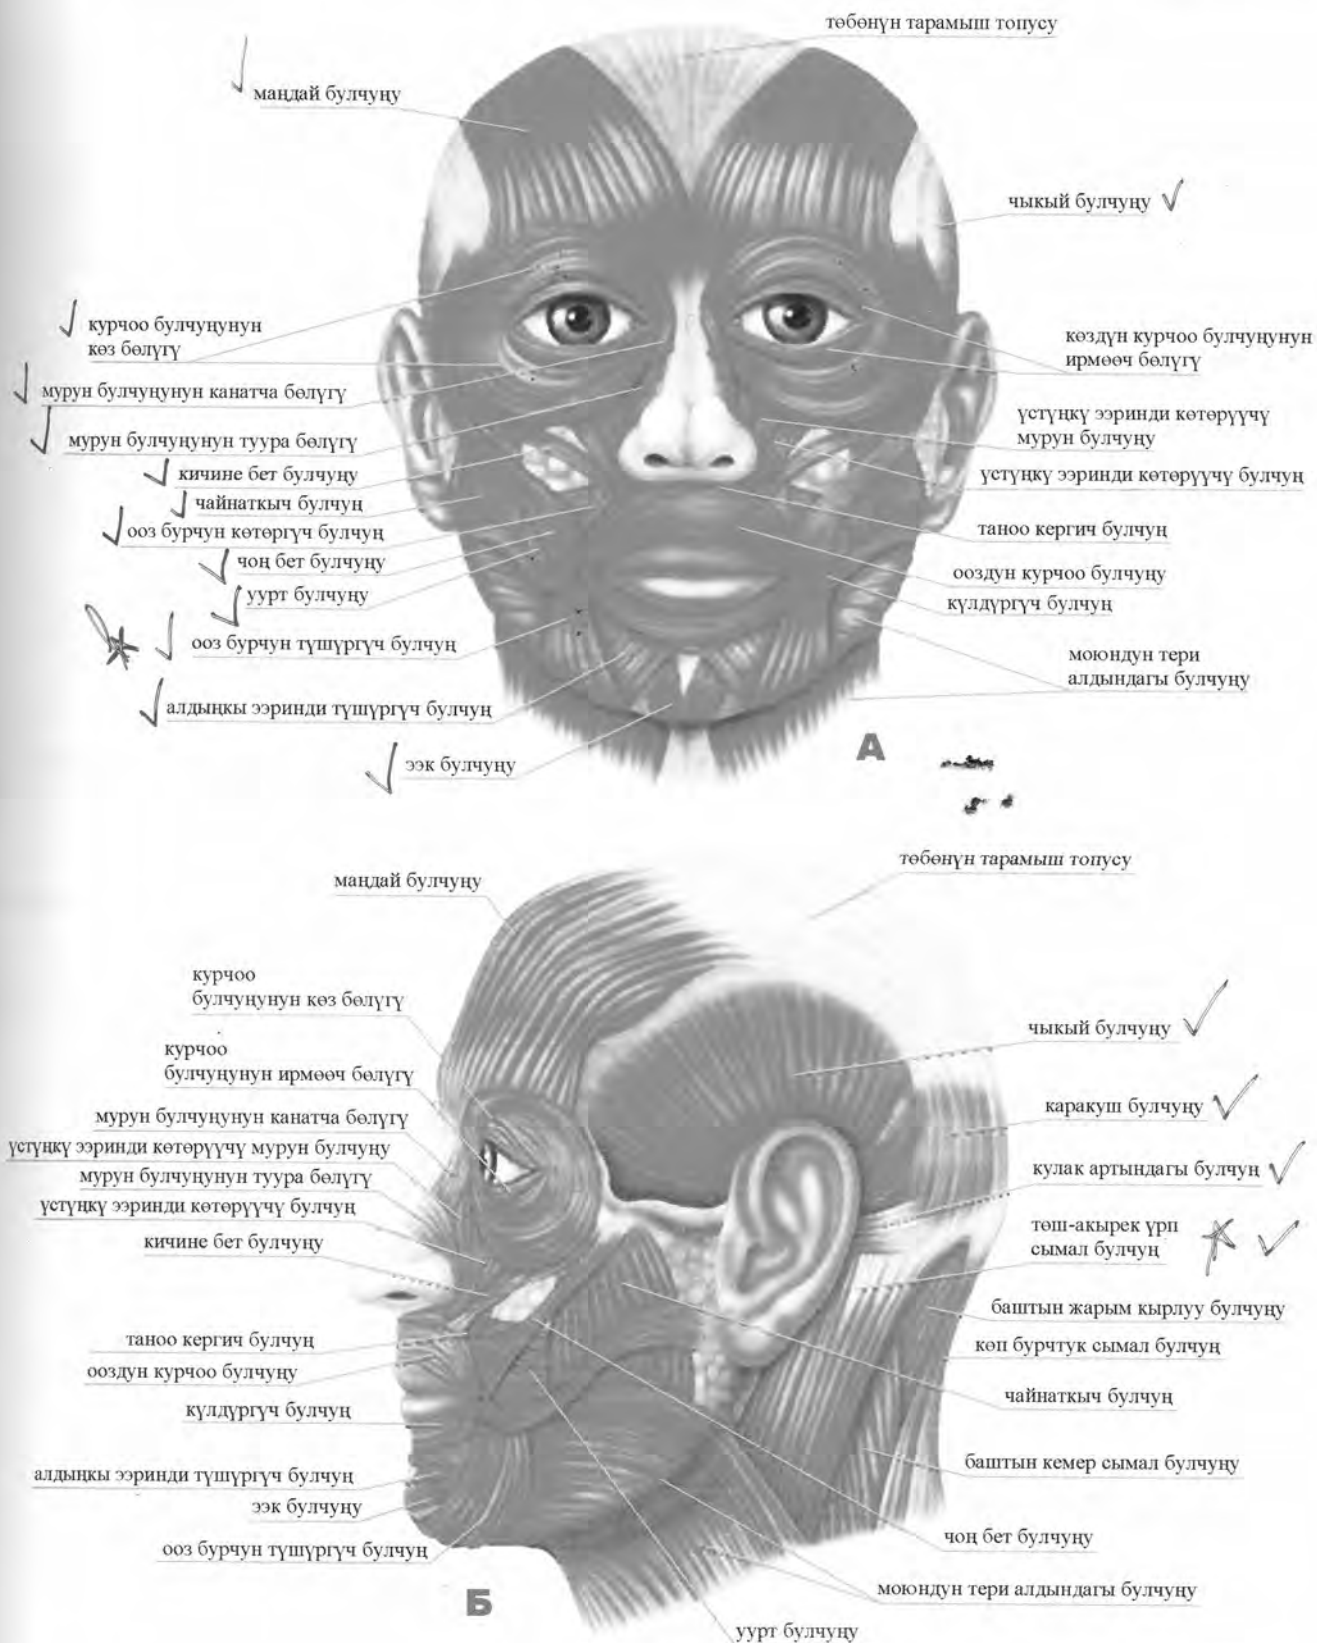 төбөнүн тарамыш топусу
маңдай булчуңу
чыкый булчуңу
курчоо булчуңунун
көз бөлүгү
мурун булчуңунун канатча бөлүгү
мурун булчуңунун туура бөлүгү
кичине бет булчуңу
чайнаткыч булчуң
ооз бурчун көтөргүч булчуң
чоң бет булчуңу
уурт булчуңу
ооз бурчун түшүргүч булчуң
алдыңкы ээринди түшүргүч булчуң
ээк булчуңу
көздүн курчоо булчуңунун
ирмөөч бөлүгү
үстүңкү ээринди көтөрүүчү
мурун булчуңу
үстүңкү ээринди көтөрүүчү булчуң
таноо кергич булчуң
ооздун курчоо булчуңу
күлдүргүч булчуң
моюндун тери
алдындагы булчуңу
А
төбөнүн тарамыш топусу
маңдай булчуңу
курчоо
булчуңунун көз бөлүгү
курчоо
булчуңунун ирмөөч бөлүгү
мурун булчуңунун канатча бөлүгү
үстүңкү ээринди көтөрүүчү мурун булчуңу
мурун булчуңунун туура бөлүгү
үстүңкү ээринди көтөрүүчү булчуң
кичине бет булчуңу
таноо кергич булчуң
ооздун курчоо булчуңу
күлдүргүч булчуң
алдыңкы ээринди түшүргүч булчуң
ээк булчуңу
ооз бурчун түшүргүч булчуң
чыкый булчуңу
каракуш булчуңу
кулак артындагы булчуң
төш-акырек үрп
сымал булчуң
баштын жарым кырлуу булчуңу
көп бурчтук сымал булчуң
чайнаткыч булчуң
баштын кемер сымал булчуңу
чоң бет булчуңу
моюндун тери алдындагы булчуңу
уурт булчуңу
Б